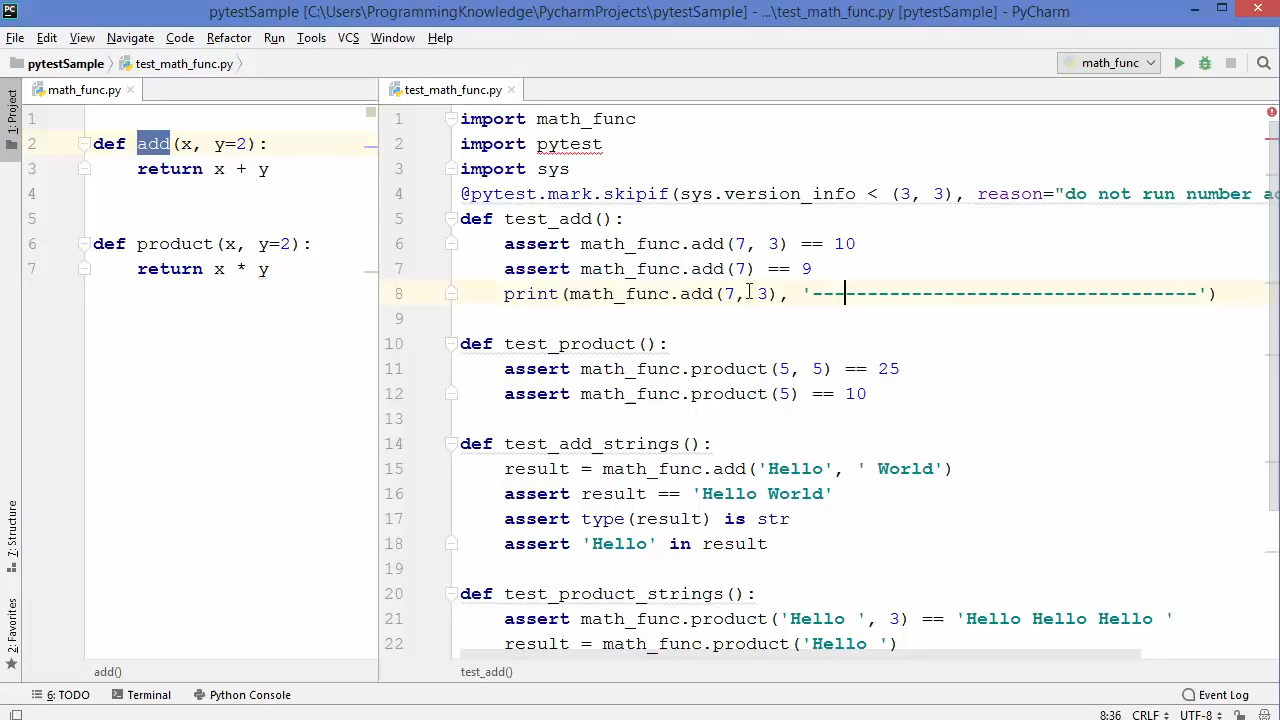 PC pytestSample [C:\Users\ProgrammingKnowledge\PycharmProjects\pytestSample] - ...\test_math_func.py [pytestSample] - PyCharm
File Edit View Navigate Code Refactor Run Tools VCS Window Help
pytestSample test_math_func.py math_func
math_func.py test_math_func.py
1: Project
1
2 def add(x, y=2):
3 return x + y
4
5
6 def product(x, y=2):
7 return x * y
1 import math_func
2 import pytest
3 import sys
4 @pytest.mark.skipif(sys.version_info < (3, 3), reason="do not run number ad
5 def test_add():
6 assert math_func.add(7, 3) == 10
7 assert math_func.add(7) == 9
8 print(math_func.add(7, 3), '-----------------------------------')
9
10 def test_product():
11 assert math_func.product(5, 5) == 25
12 assert math_func.product(5) == 10
13
14 def test_add_strings():
15 result = math_func.add('Hello', ' World')
16 assert result == 'Hello World'
17 assert type(result) is str
18 assert 'Hello' in result
19
20 def test_product_strings():
21 assert math_func.product('Hello ', 3) == 'Hello Hello Hello '
22 result = math_func.product('Hello ')
7: Structure
2: Favorites
add() test_add()
6: TODO Terminal Python Console Event Log
8:36 CRLF UTF-8